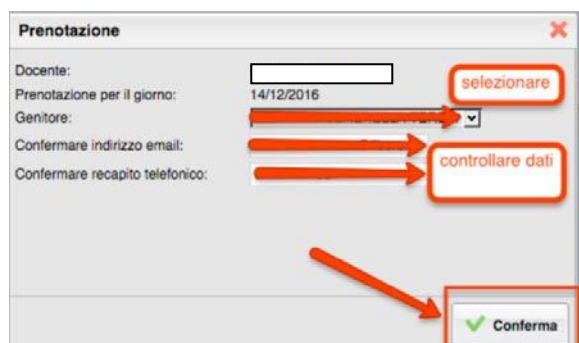 Prenotazione
Docente:
selezionare
Prenotazione per il giorno: 14/12/2016
Genitore:
Confermare indirizzo email:
controllare dati
Confermare recapito telefonico:
Conferma